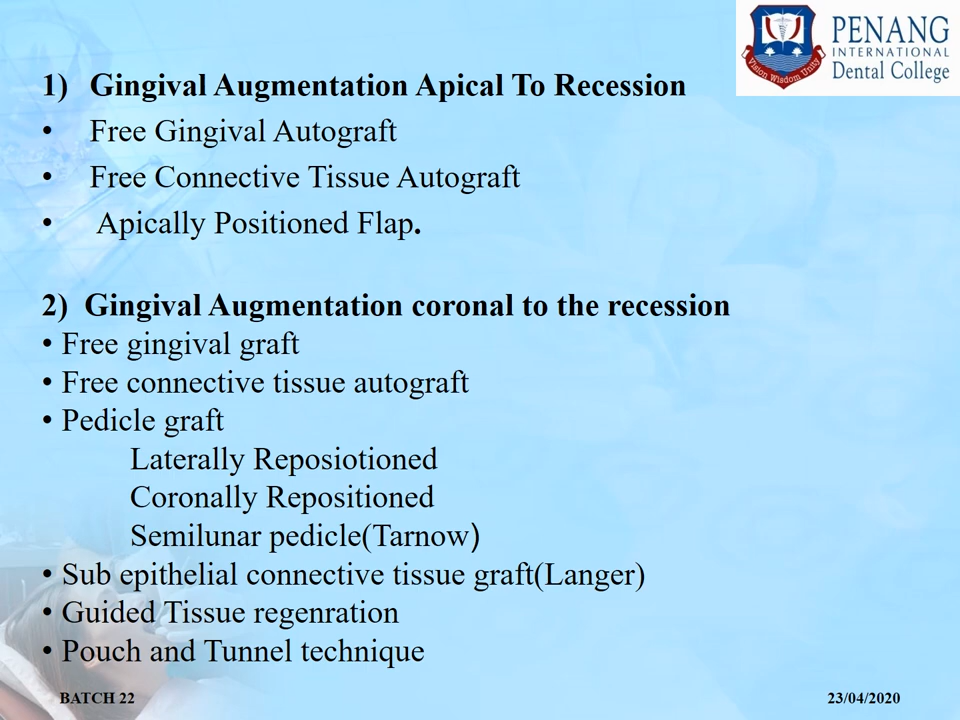 PENANG
INTERNATIONAL
Dental College
Vision Wisdom Unity
1) Gingival Augmentation Apical To Recession
• Free Gingival Autograft
• Free Connective Tissue Autograft
• Apically Positioned Flap.
2) Gingival Augmentation coronal to the recession
• Free gingival graft
• Free connective tissue autograft
• Pedicle graft
Laterally Reposiotioned
Coronally Repositioned
Semilunar pedicle(Tarnow)
• Sub epithelial connective tissue graft(Langer)
• Guided Tissue regenration
• Pouch and Tunnel technique
BATCH 22
23/04/2020